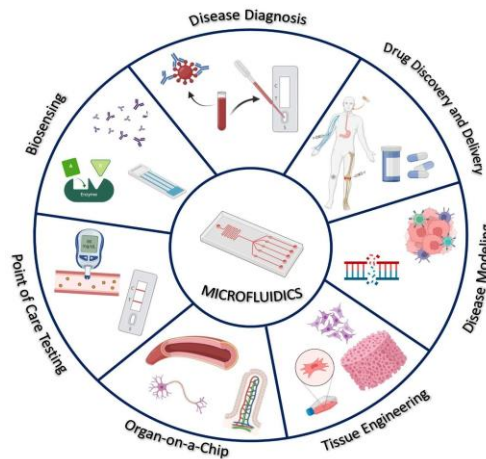 Disease Diagnosis
Drug Discovery and Delivery
Disease Modeling
Tissue Engineering
Organ-on-a-Chip
Point of Care Testing
Biosensing
MICROFLUIDICS
Enzyme
C
T
S